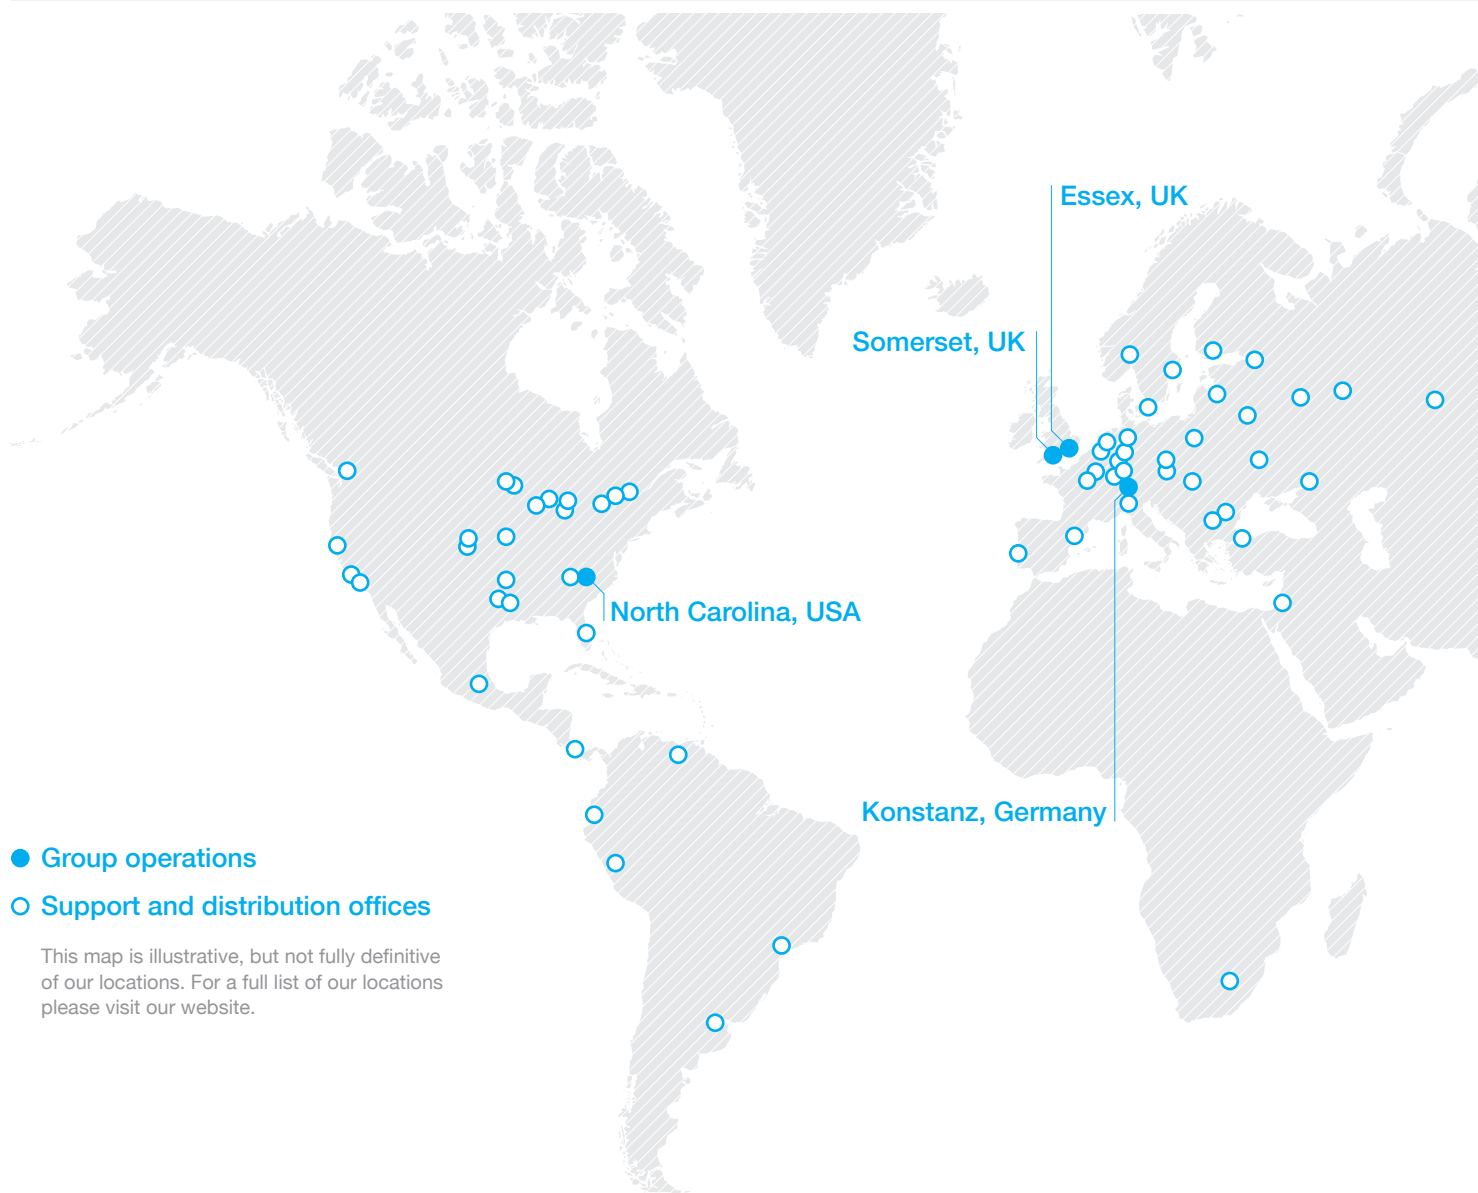 Essex, UK
Somerset, UK
North Carolina, USA
Konstanz, Germany
Group operations
Support and distribution offices
This map is illustrative, but not fully definitive
of our locations. For a full list of our locations
please visit our website.